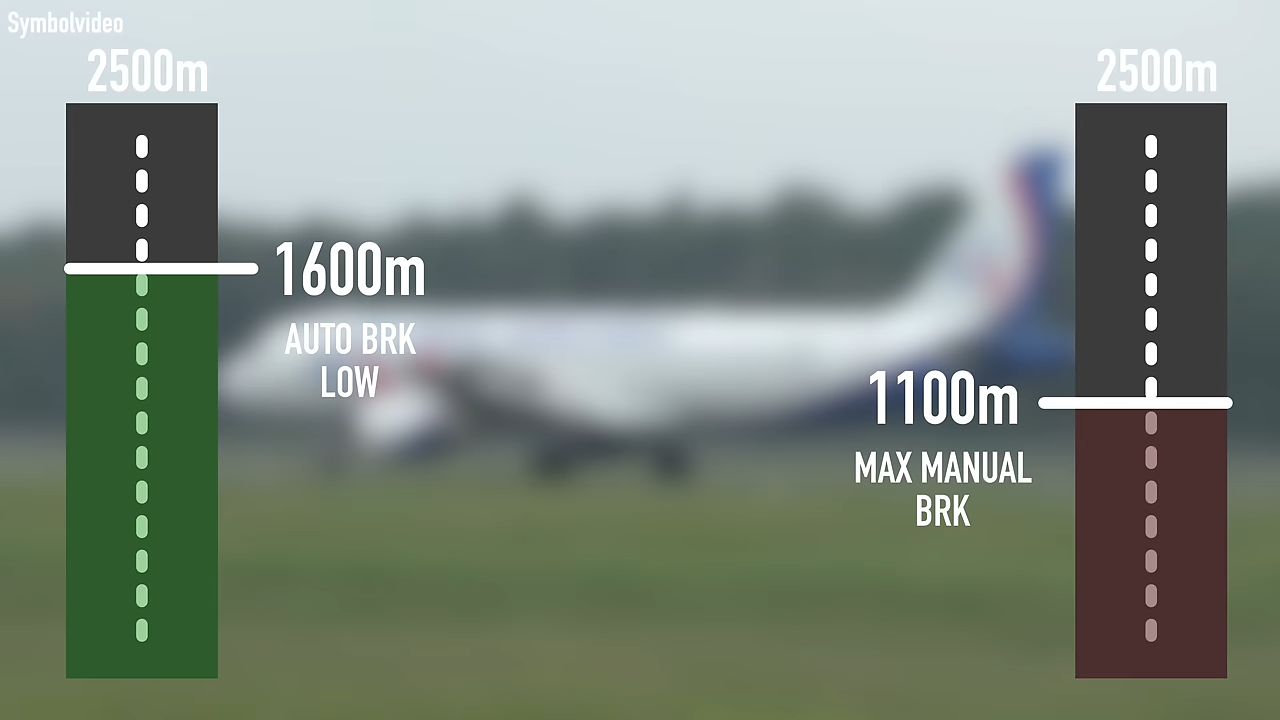 Symbolvideo
2500m
1600m
AUTO BRK
LOW
2500m
1100m
MAX MANUAL
BRK